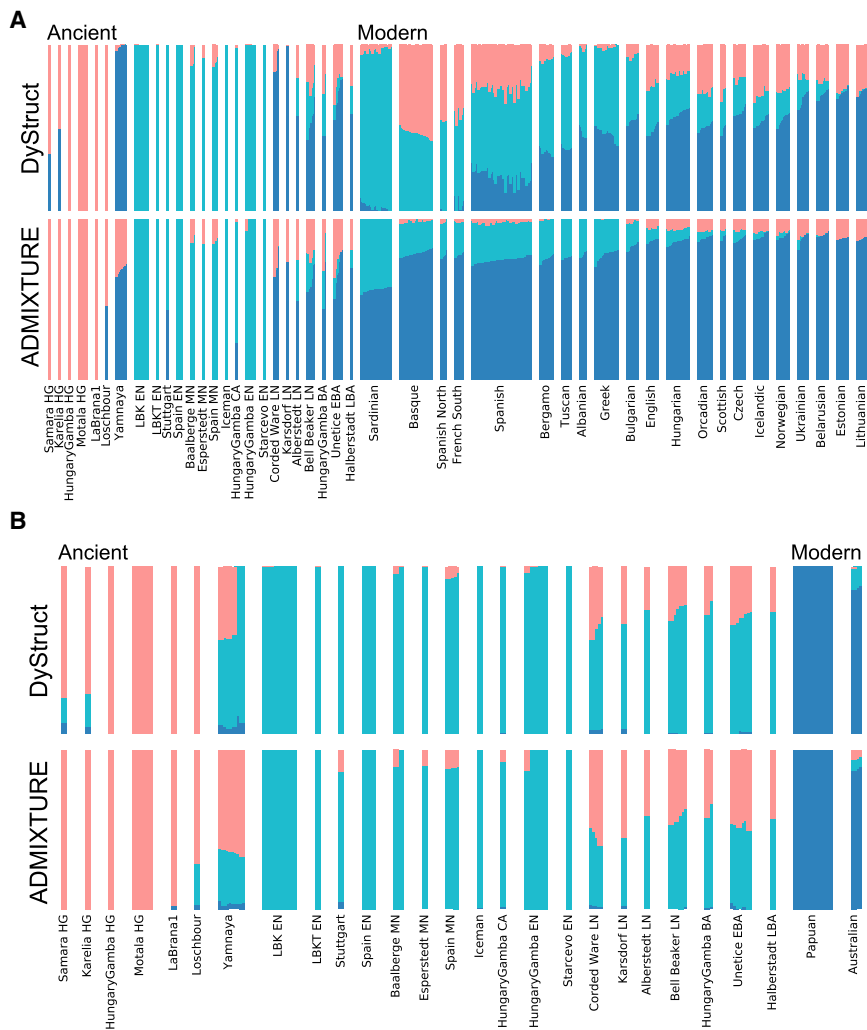 A
Ancient
Modern
DyStruct
ADMIXTURE
Samara HG
Karelia HG
HungaryGamba HG
Motala HG
LaBrana1
Loschbour
Yamnaya
LBK EN
LBKT EN
Stuttgart
Spain EN
Baalberge MN
Esperstedt MN
Spain MN
Iceman
HungaryGamba CA
HungaryGamba EN
Starcevo EN
Corded Ware LN
Karsdorf LN
Alberstedt LN
Bell Beaker LN
HungaryGamba BA
Unetice EBA
Halberstadt LBA
Sardinian
Basque
Spanish North
French South
Spanish
Bergamo
Tuscan
Albanian
Greek
Bulgarian
English
Hungarian
Orcadian
Scottish
Czech
Icelandic
Norwegian
Ukrainian
Belarusian
Estonian
Lithuanian
B
Ancient
Modern
DyStruct
ADMIXTURE
Samara HG
Karelia HG
HungaryGamba HG
Motala HG
LaBrana1
Loschbour
Yamnaya
LBK EN
LBKT EN
Stuttgart
Spain EN
Baalberge MN
Esperstedt MN
Spain MN
Iceman
HungaryGamba CA
HungaryGamba EN
Starcevo EN
Corded Ware LN
Karsdorf LN
Alberstedt LN
Bell Beaker LN
HungaryGamba BA
Unetice EBA
Halberstadt LBA
Papuan
Australian